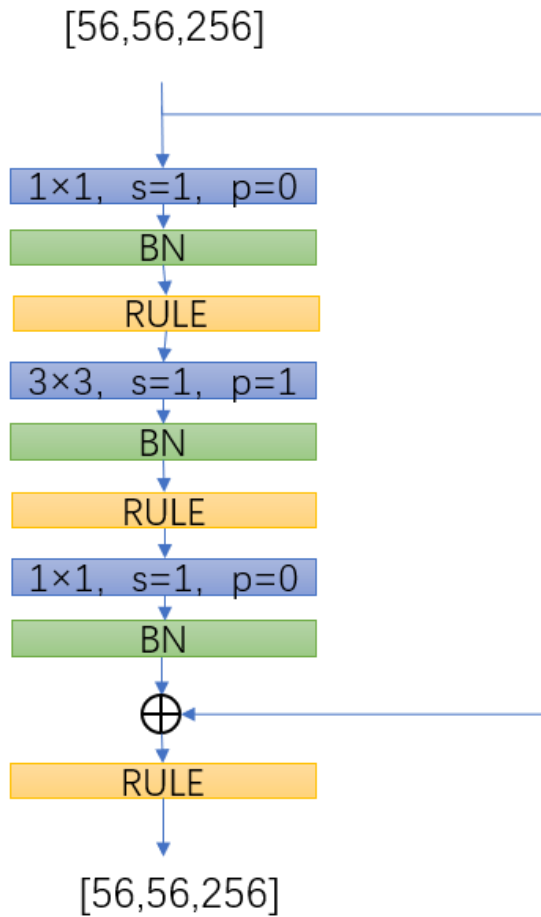 [56,56,256]
1×1, s=1, p=0
BN
RULE
3×3, s=1, p=1
BN
RULE
1×1, s=1, p=0
BN
RULE
[56,56,256]